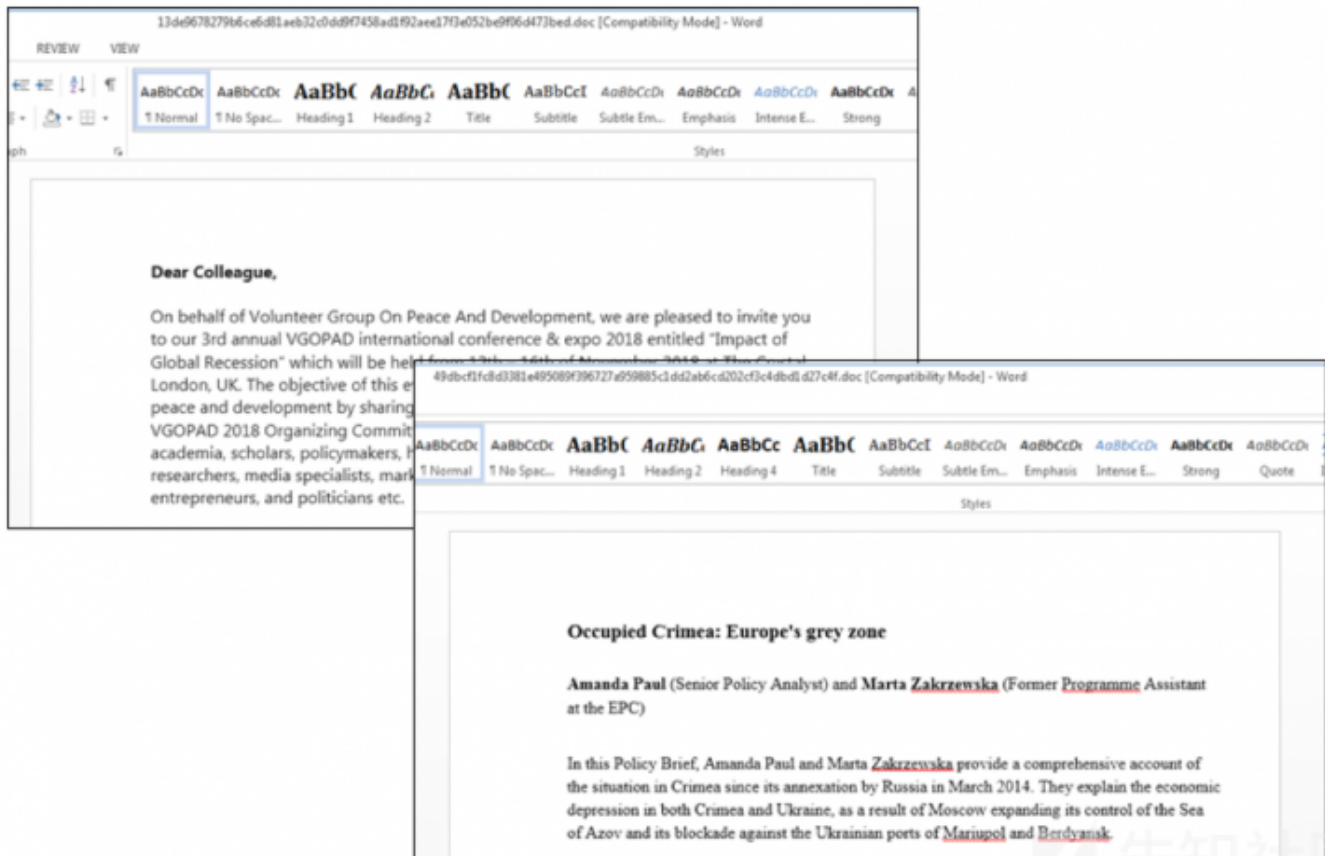 13de9678279b6ce6d81aeb32c0dd9f7458ad1f92aee17f3e052be9f06d473bed.doc [Compatibility Mode] - Word
REVIEW VIEW
AaBbCcDc AaBbCcDc AaBb( AaBbC AaBb( AaBbCcI AaBbCcDc AaBbCcDc AaBbCcDc AaBbCcDc A
¶ Normal ¶ No Spac... Heading 1 Heading 2 Title Subtitle Subtle Em... Emphasis Intense E... Strong
Styles
Dear Colleague,
On behalf of Volunteer Group On Peace And Development, we are pleased to invite you
to our 3rd annual VGOPAD international conference & expo 2018 entitled "Impact of
Global Recession" which will be held from 13th – 16th of November 2018 at The Crystal
London, UK. The objective of this
peace and development by sharing
VGOPAD 2018 Organizing
academia, scholars, policymakers,
researchers, media specialists,
entrepreneurs, and politicians etc.
49dbcf1fc8d3381e495089f396727a959885c1dd2ab6cd202cf3c4dbd1d27c4f.doc [Compatibility Mode] - Word
AaBbCcDc AaBbCcDc AaBb( AaBbC AaBbCc AaBb( AaBbCcI AaBbCcDc AaBbCcDc AaBbCcDc AaBbCcDc AaBbCcDc
¶ Normal ¶ No Spac... Heading 1 Heading 2 Heading 4 Title Subtitle Subtle Em... Emphasis Intense E... Strong Quote
Styles
Occupied Crimea: Europe's grey zone
Amanda Paul (Senior Policy Analyst) and Marta Zakrzewska (Former Programme Assistant
at the EPC)
In this Policy Brief, Amanda Paul and Marta Zakrzewska provide a comprehensive account of
the situation in Crimea since its annexation by Russia in March 2014. They explain the economic
depression in both Crimea and Ukraine, as a result of Moscow expanding its control of the Sea
of Azov and its blockade against the Ukrainian ports of Mariupol and Berdyansk.